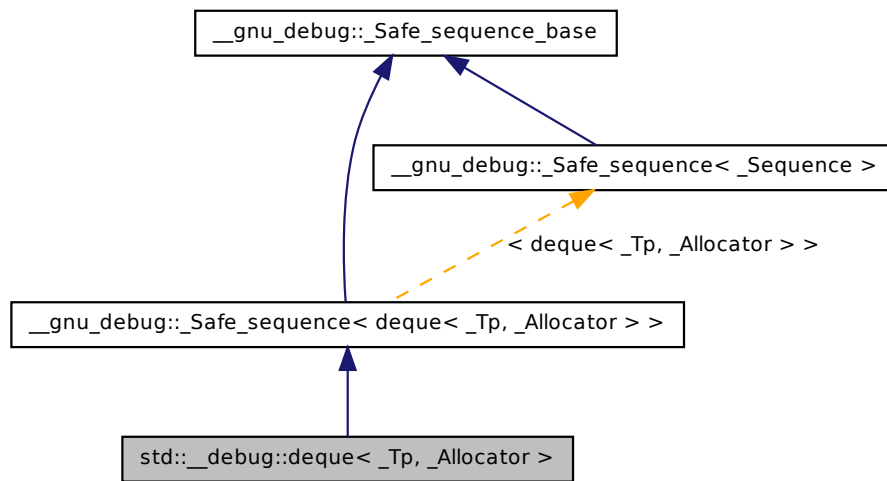 __gnu_debug::_Safe_sequence_base
__gnu_debug::_Safe_sequence< _Sequence >
< deque< _Tp, _Allocator > >
__gnu_debug::_Safe_sequence< deque< _Tp, _Allocator > >
std::__debug::deque< _Tp, _Allocator >